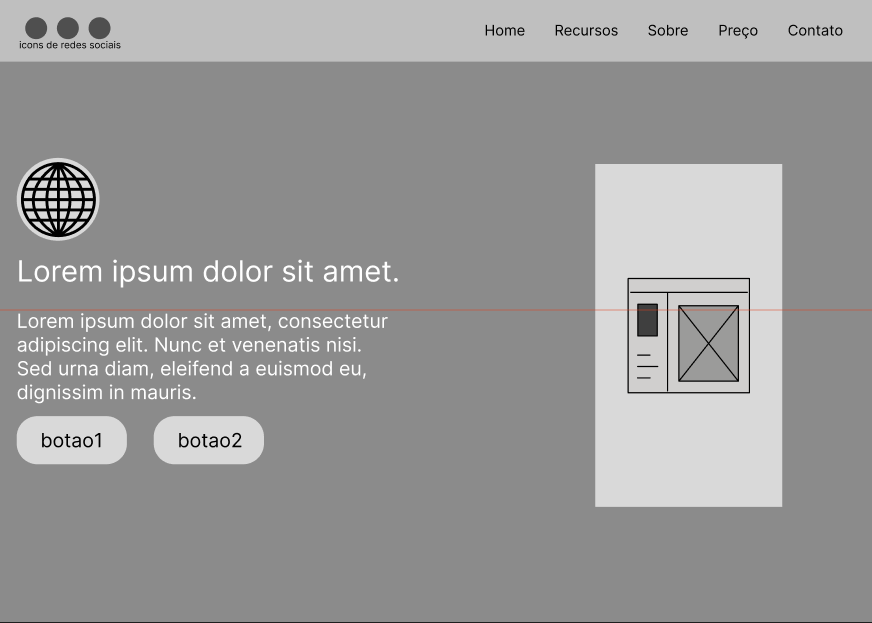 icons de redes sociais
Home Recursos Sobre Preço Contato
Lorem ipsum dolor sit amet.
Lorem ipsum dolor sit amet, consectetur
adipiscing elit. Nunc et venenatis nisi.
Sed urna diam, eleifend a euismod eu,
dignissim in mauris.
botao1 botao2